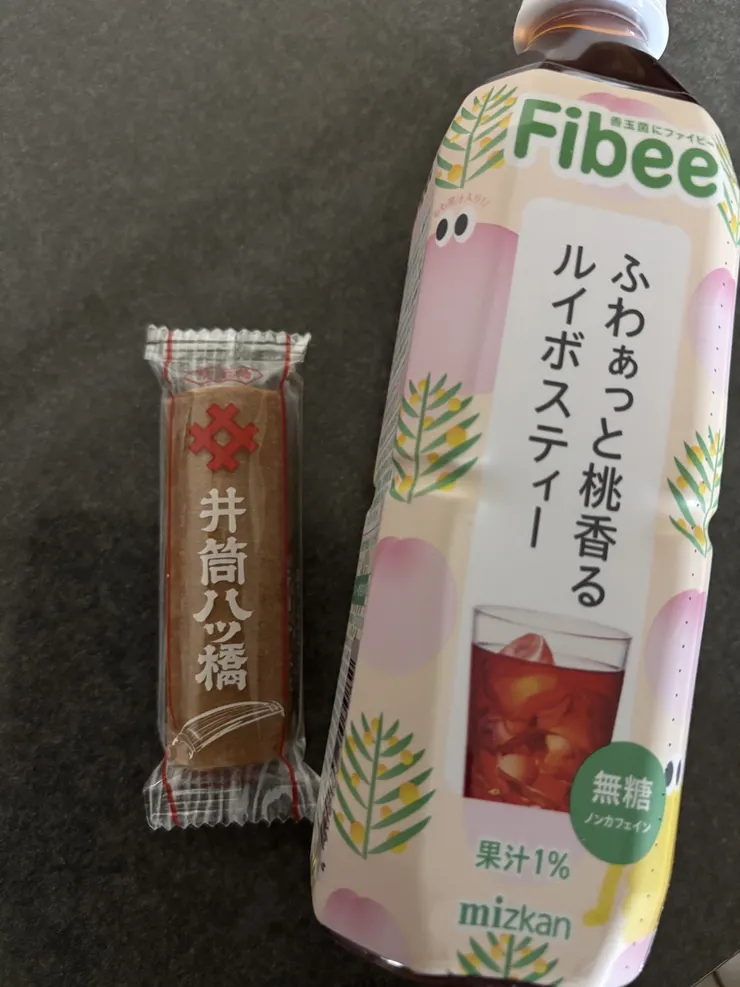 井筒八ッ橋
善玉菌にファイビー
Fibee
ふわぁっと桃香る
ルイボスティー
無糖
ノンカフェイン
果汁1%
mizkan